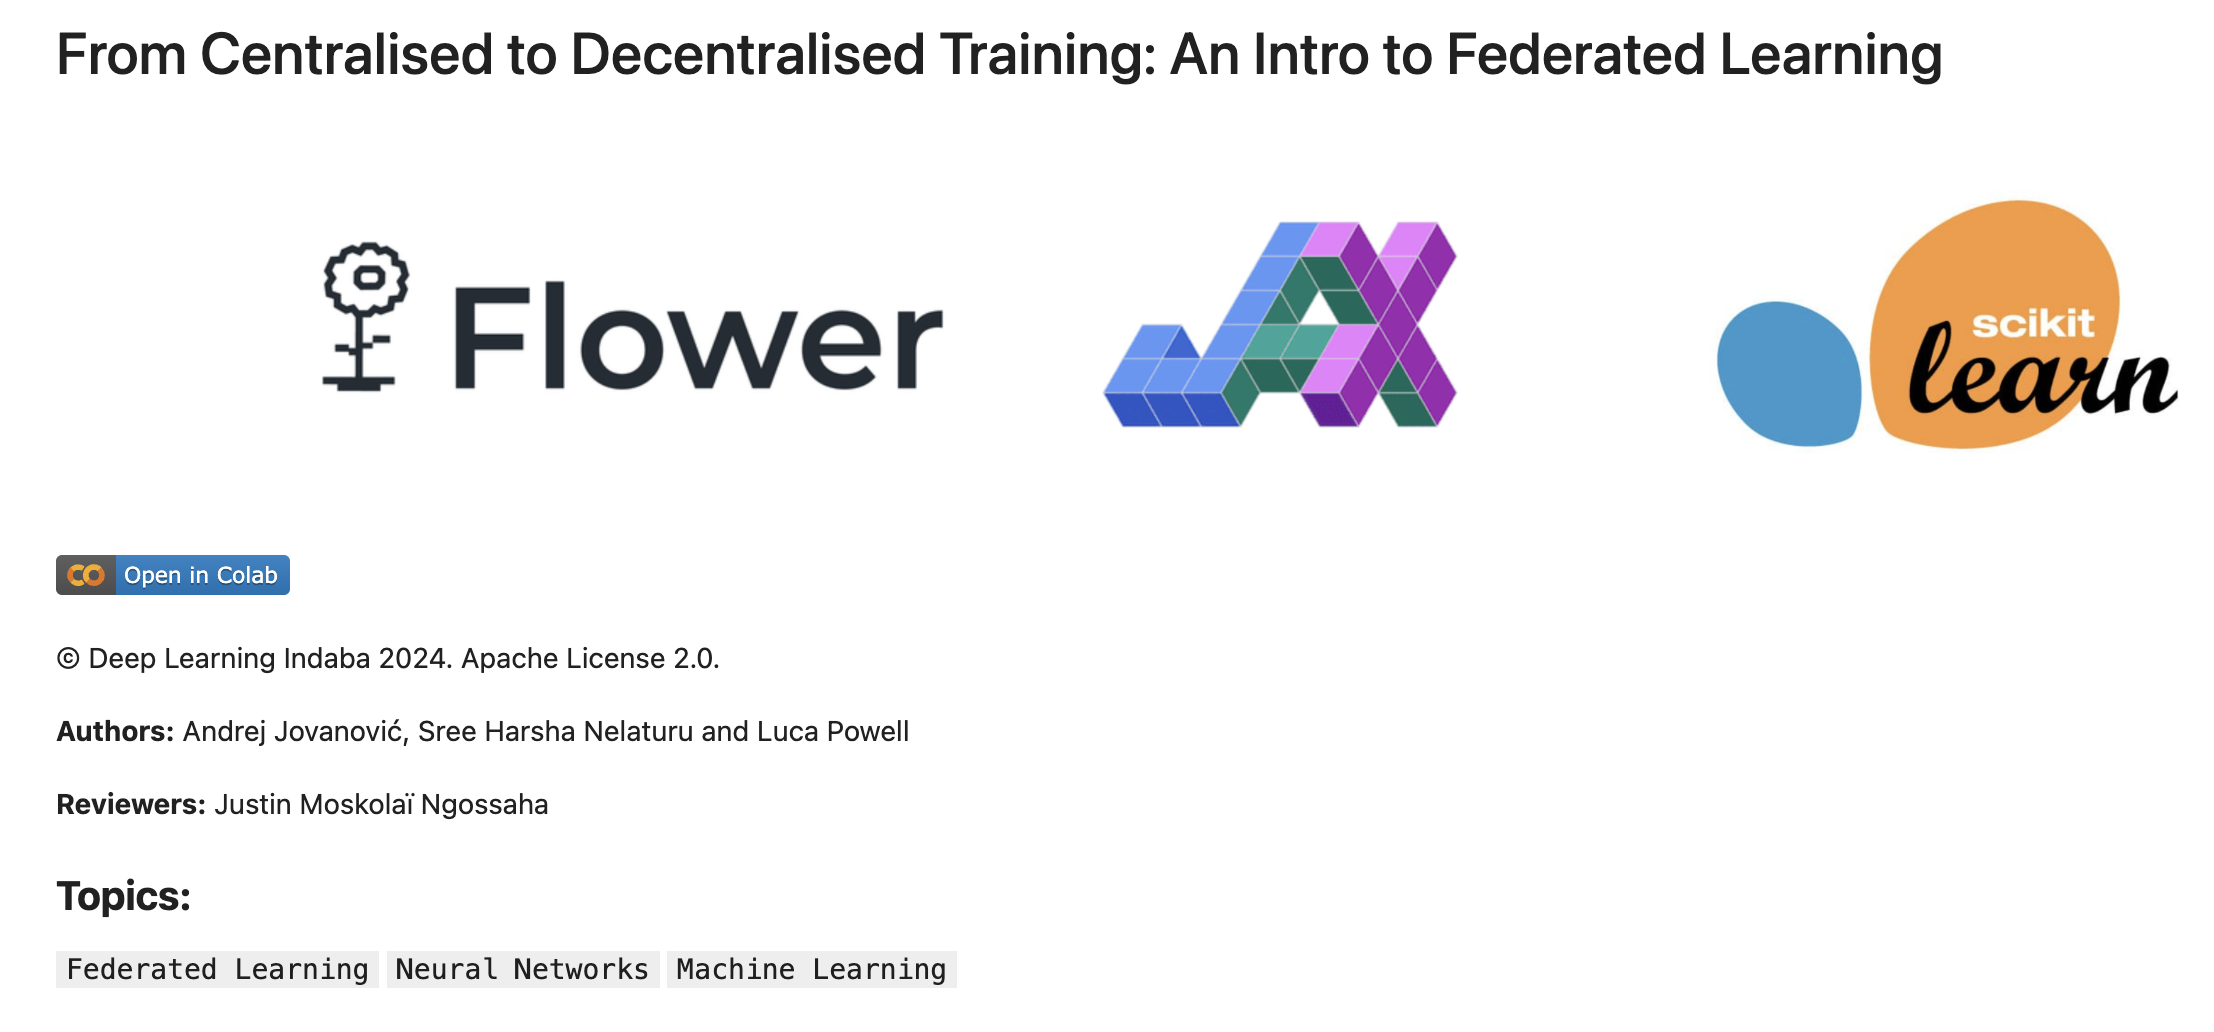 From Centralised to Decentralised Training: An Intro to Federated Learning
Flower
JAX
scikit
learn
Open in Colab
© Deep Learning Indaba 2024. Apache License 2.0.
Authors: Andrej Jovanović, Sree Harsha Nelaturu and Luca Powell
Reviewers: Justin Moskolaï Ngossaha
Topics:
Federated Learning Neural Networks Machine Learning